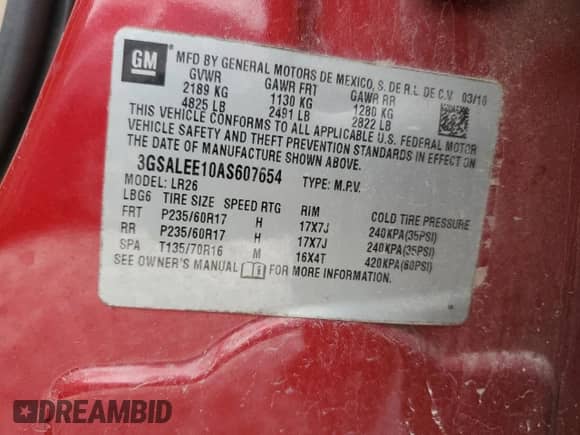 GM
MFD BY GENERAL MOTORS DE MEXICO, S. DE R.L. DE C.V. 03/10
GVWR GAWR FRT GAWR RR
2189 KG 1130 KG 1280 KG
4825 LB 2491 LB 2822 LB
THIS VEHICLE CONFORMS TO ALL APPLICABLE U.S. FEDERAL MOTOR
VEHICLE SAFETY AND THEFT PREVENTION STANDARDS IN EFFECT ON
THE DATE OF MANUFACTURE SHOWN ABOVE.
3GSALEE10AS607654 TYPE: M.P.V.
MODEL: LR26
LBG6 TIRE SIZE SPEED RTG RIM COLD TIRE PRESSURE
FRT P235/60R17 H 17X7J 240KPA(35PSI)
RR P235/60R17 H 17X7J 240KPA(35PSI)
SPA T135/70R16 M 16X4T 420KPA(60PSI)
SEE OWNER'S MANUAL FOR MORE INFORMATION.
DREAMBID